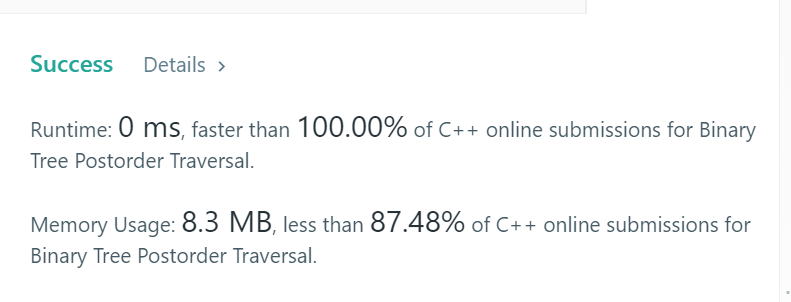 Success Details >
Runtime: 0 ms, faster than 100.00% of C++ online submissions for Binary
Tree Postorder Traversal.
Memory Usage: 8.3 MB, less than 87.48% of C++ online submissions for
Binary Tree Postorder Traversal.